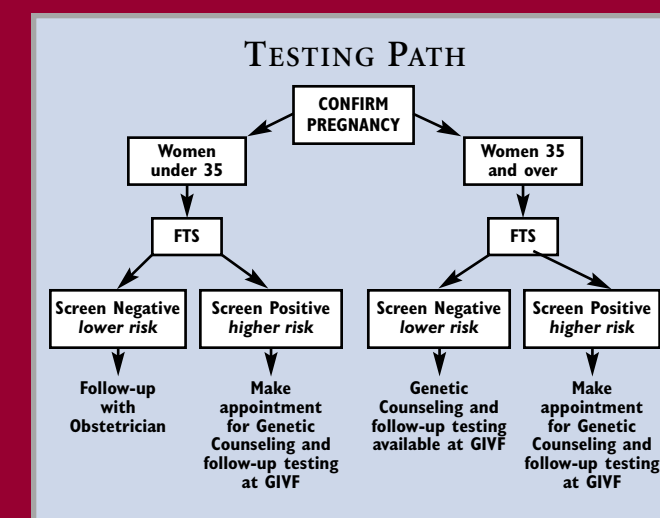 TESTING PATH
CONFIRM
PREGNANCY
Women
under 35
Women 35
and over
FTS
FTS
Screen Negative
lower risk
Screen Positive
higher risk
Screen Negative
lower risk
Screen Positive
higher risk
Follow-up
with
Obstetrician
Make
appointment
for Genetic
Counseling and
follow-up testing
at GIVF
Genetic
Counseling and
follow-up testing
available at GIVF
Make
appointment
for Genetic
Counseling and
follow-up testing
at GIVF